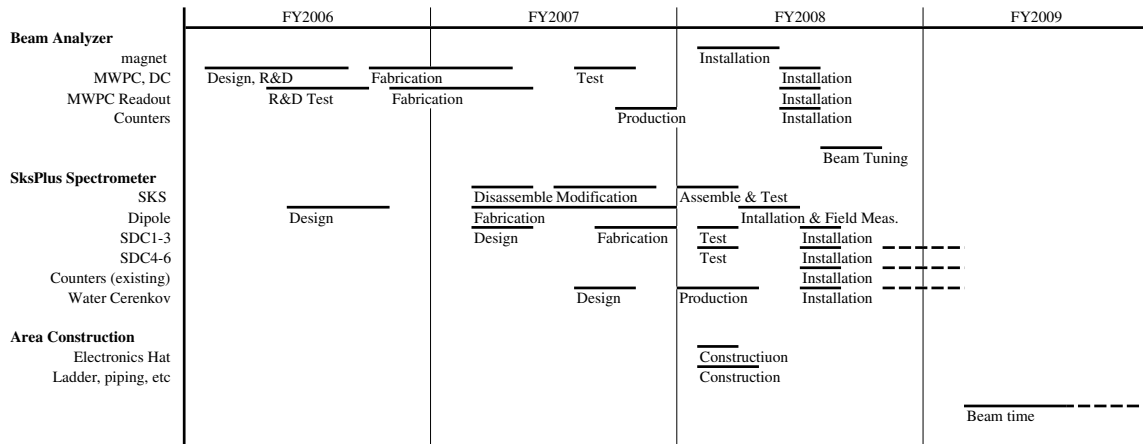 FY2006 FY2007 FY2008 FY2009
Beam Analyzer
magnet Installation
MWPC, DC Design, R&D Fabrication Test Installation
MWPC Readout R&D Test Fabrication Installation
Counters Production Installation
Beam Tuning
SksPlus Spectrometer
SKS Disassemble Modification Assemble & Test
Dipole Design Fabrication Intallation & Field Meas.
SDC1-3 Design Fabrication Test Installation
SDC4-6 Test Installation
Counters (existing) Installation
Water Cerenkov Design Production Installation
Area Construction
Electronics Hat Constructiuon
Ladder, piping, etc Construction
Beam time